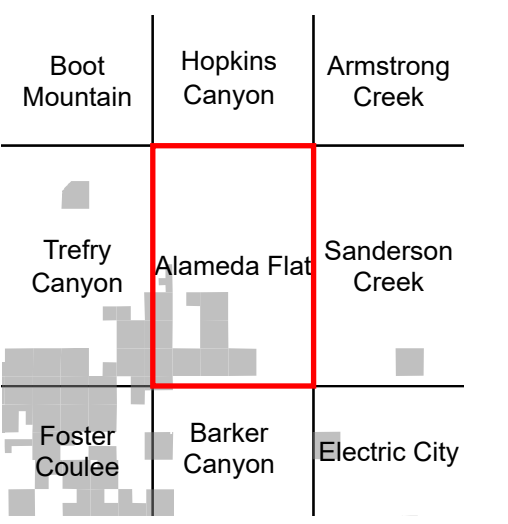 Boot
Mountain
Hopkins
Canyon
Armstrong
Creek
Trefry
Canyon
Alameda Flat
Sanderson
Creek
Foster
Coulee
Barker
Canyon
Electric City